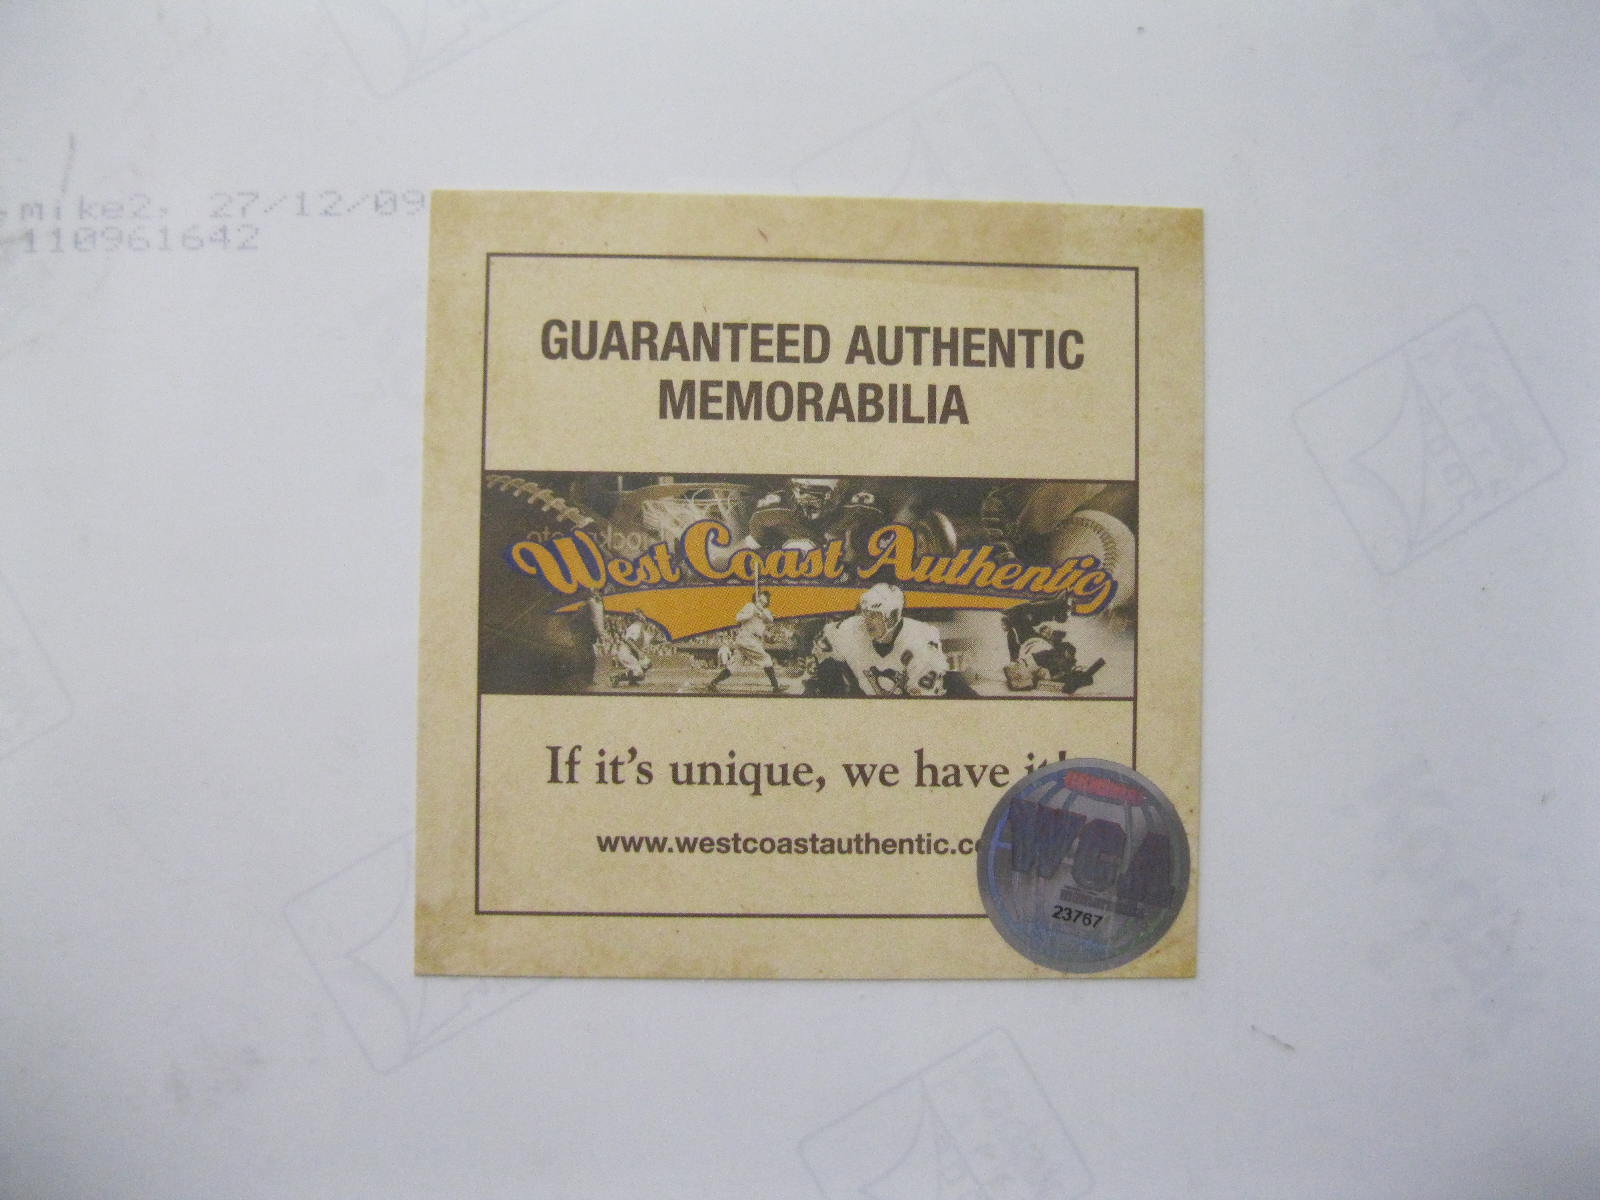 mike2, 27/12/09
110961642
GUARANTEED AUTHENTIC
MEMORABILIA
West Coast Authentic
If it's unique, we have it!
www.westcoastauthentic.c
WCA
23767